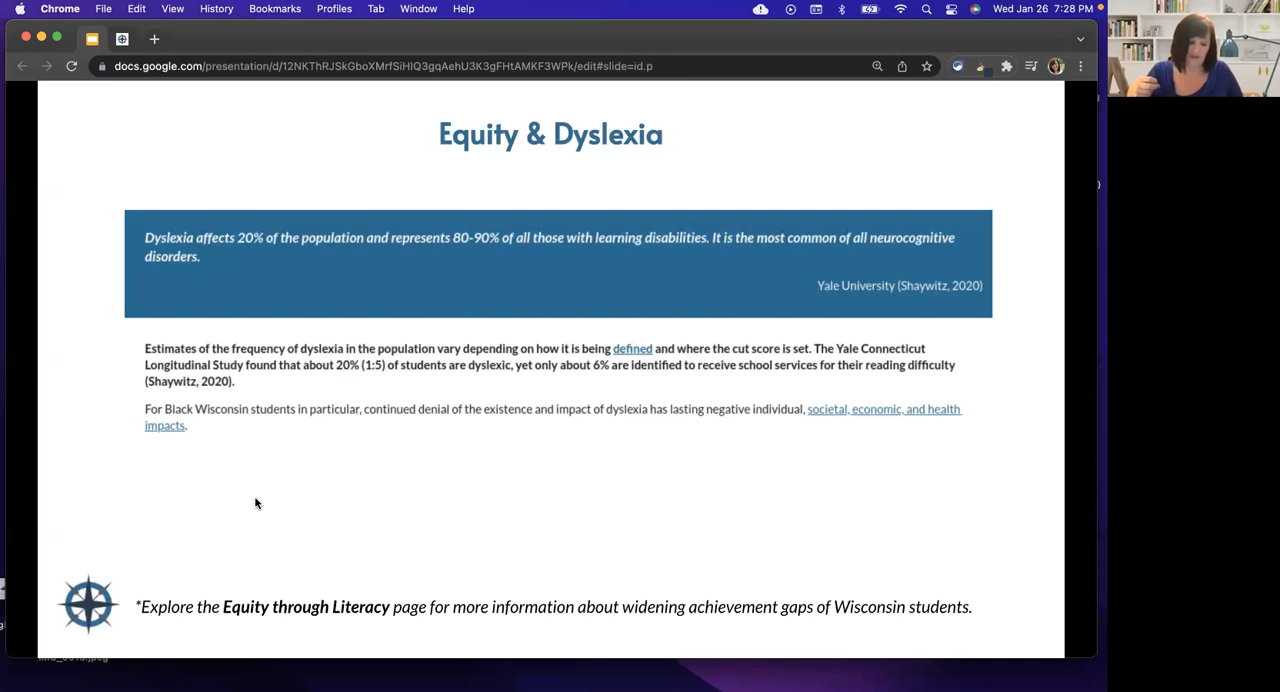 Chrome File Edit View History Bookmarks Profiles Tab Window Help Wed Jan 26 7:28 PM
docs.google.com/presentation/d/12NKThRJSkGboXMrfSiHIQ3gqAehU3K3gFHtAMKF3WPk/edit#slide=id.p
Equity & Dyslexia
Dyslexia affects 20% of the population and represents 80-90% of all those with learning disabilities. It is the most common of all neurocognitive
disorders.
Yale University (Shaywitz, 2020)
Estimates of the frequency of dyslexia in the population vary depending on how it is being defined and where the cut score is set. The Yale Connecticut
Longitudinal Study found that about 20% (1:5) of students are dyslexic, yet only about 6% are identified to receive school services for their reading difficulty
(Shaywitz, 2020).
For Black Wisconsin students in particular, continued denial of the existence and impact of dyslexia has lasting negative individual, societal, economic, and health
impacts.
*Explore the Equity through Literacy page for more information about widening achievement gaps of Wisconsin students.